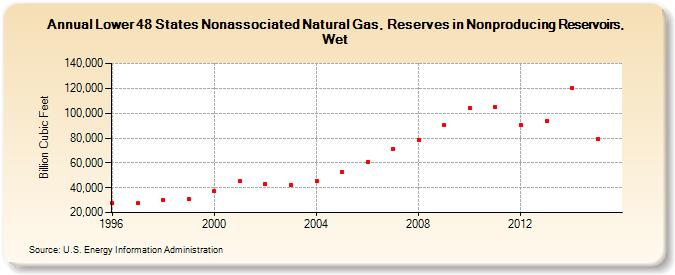 Annual Lower 48 States Nonassociated Natural Gas, Reserves in Nonproducing Reservoirs,
Wet
Billion Cubic Feet
140,000
120,000
100,000
80,000
60,000
40,000
20,000
1996 2000 2004 2008 2012
Source: U.S. Energy Information Administration